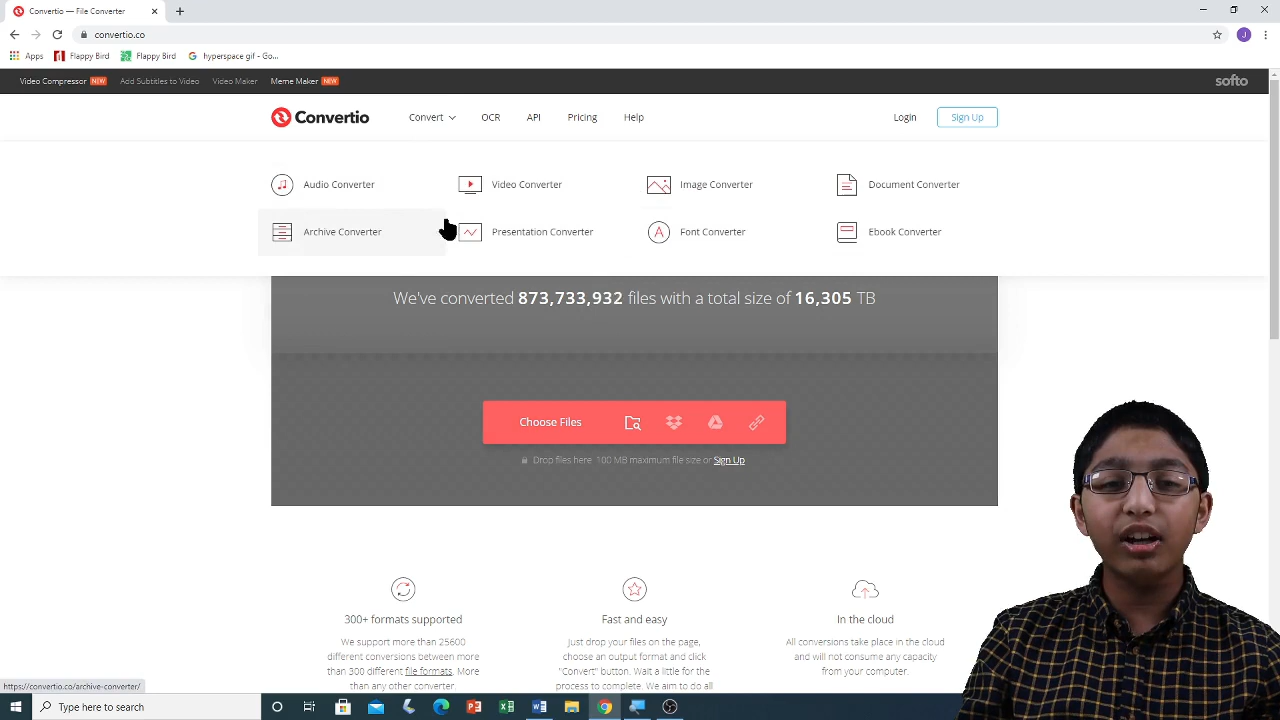 Convertio — File Converter
convertio.co
Apps Flappy Bird Flappy Bird hyperspace gif - Go...
Video Compressor NEW Add Subtitles to Video Video Maker Meme Maker NEW softo
Convertio Convert OCR API Pricing Help Login Sign Up
Audio Converter Video Converter Image Converter Document Converter
Archive Converter Presentation Converter Font Converter Ebook Converter
We've converted 873,733,932 files with a total size of 16,305 TB
Choose Files
Drop files here. 100 MB maximum file size or Sign Up
300+ formats supported
We support more than 25600
different conversions between more
than 300 different file formats. More
than any other converter.
Fast and easy
Just drop your files on the page,
choose an output format and click
"Convert" button. Wait a little for the
process to complete. We aim to do all
In the cloud
All conversions take place in the cloud
and will not consume any capacity
from your computer.
https://convertio.co/archive-converter/
Type here to search